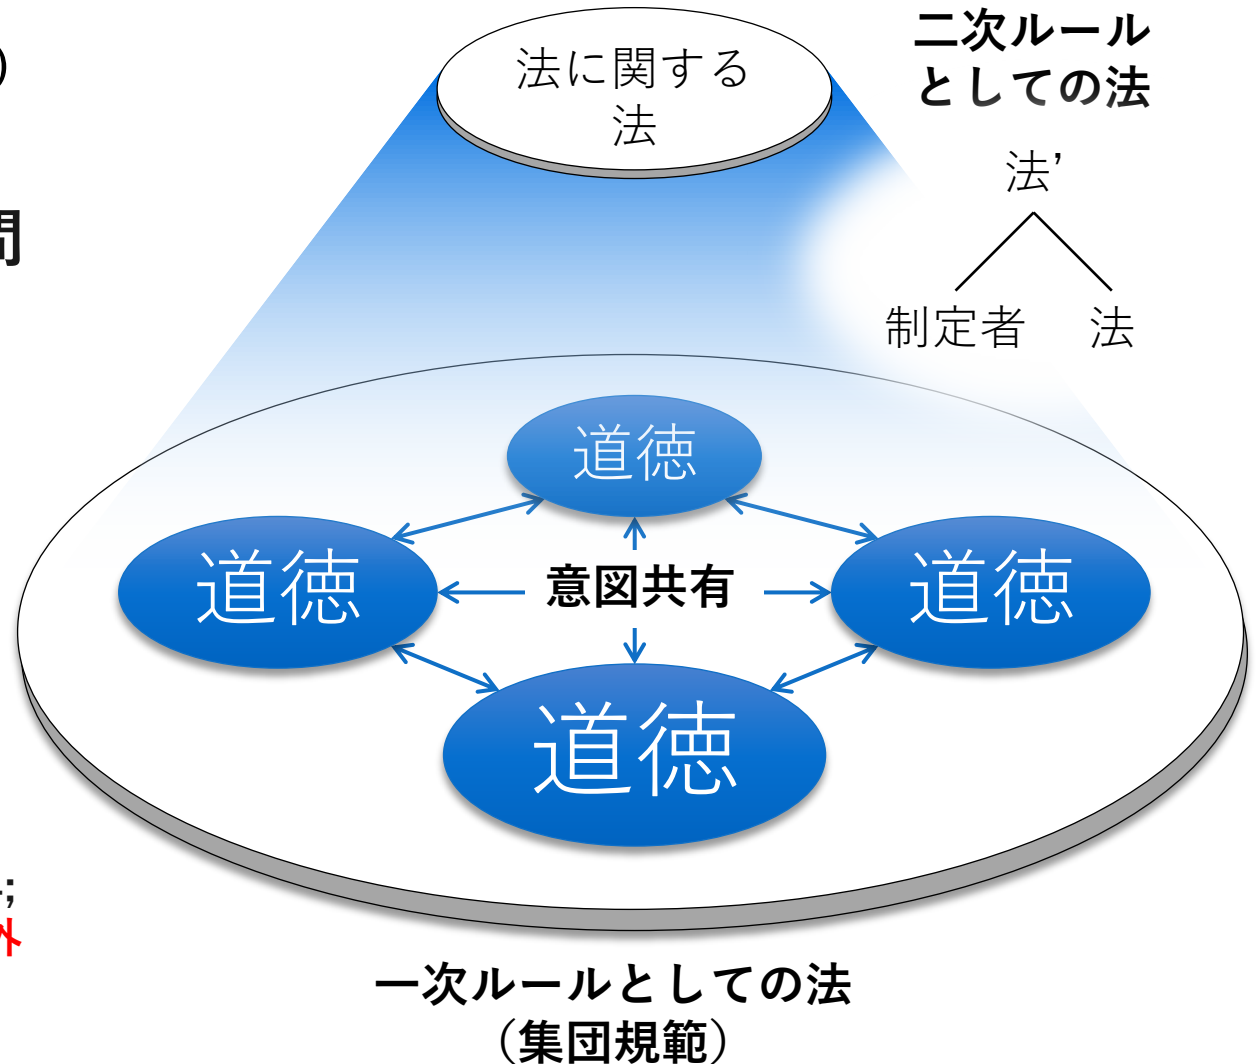 )
間
;
外
法に関する
法
二次ルール
としての法
法’
制定者 法
道徳
道徳 意図共有 道徳
道徳
一次ルールとしての法
（集団規範）